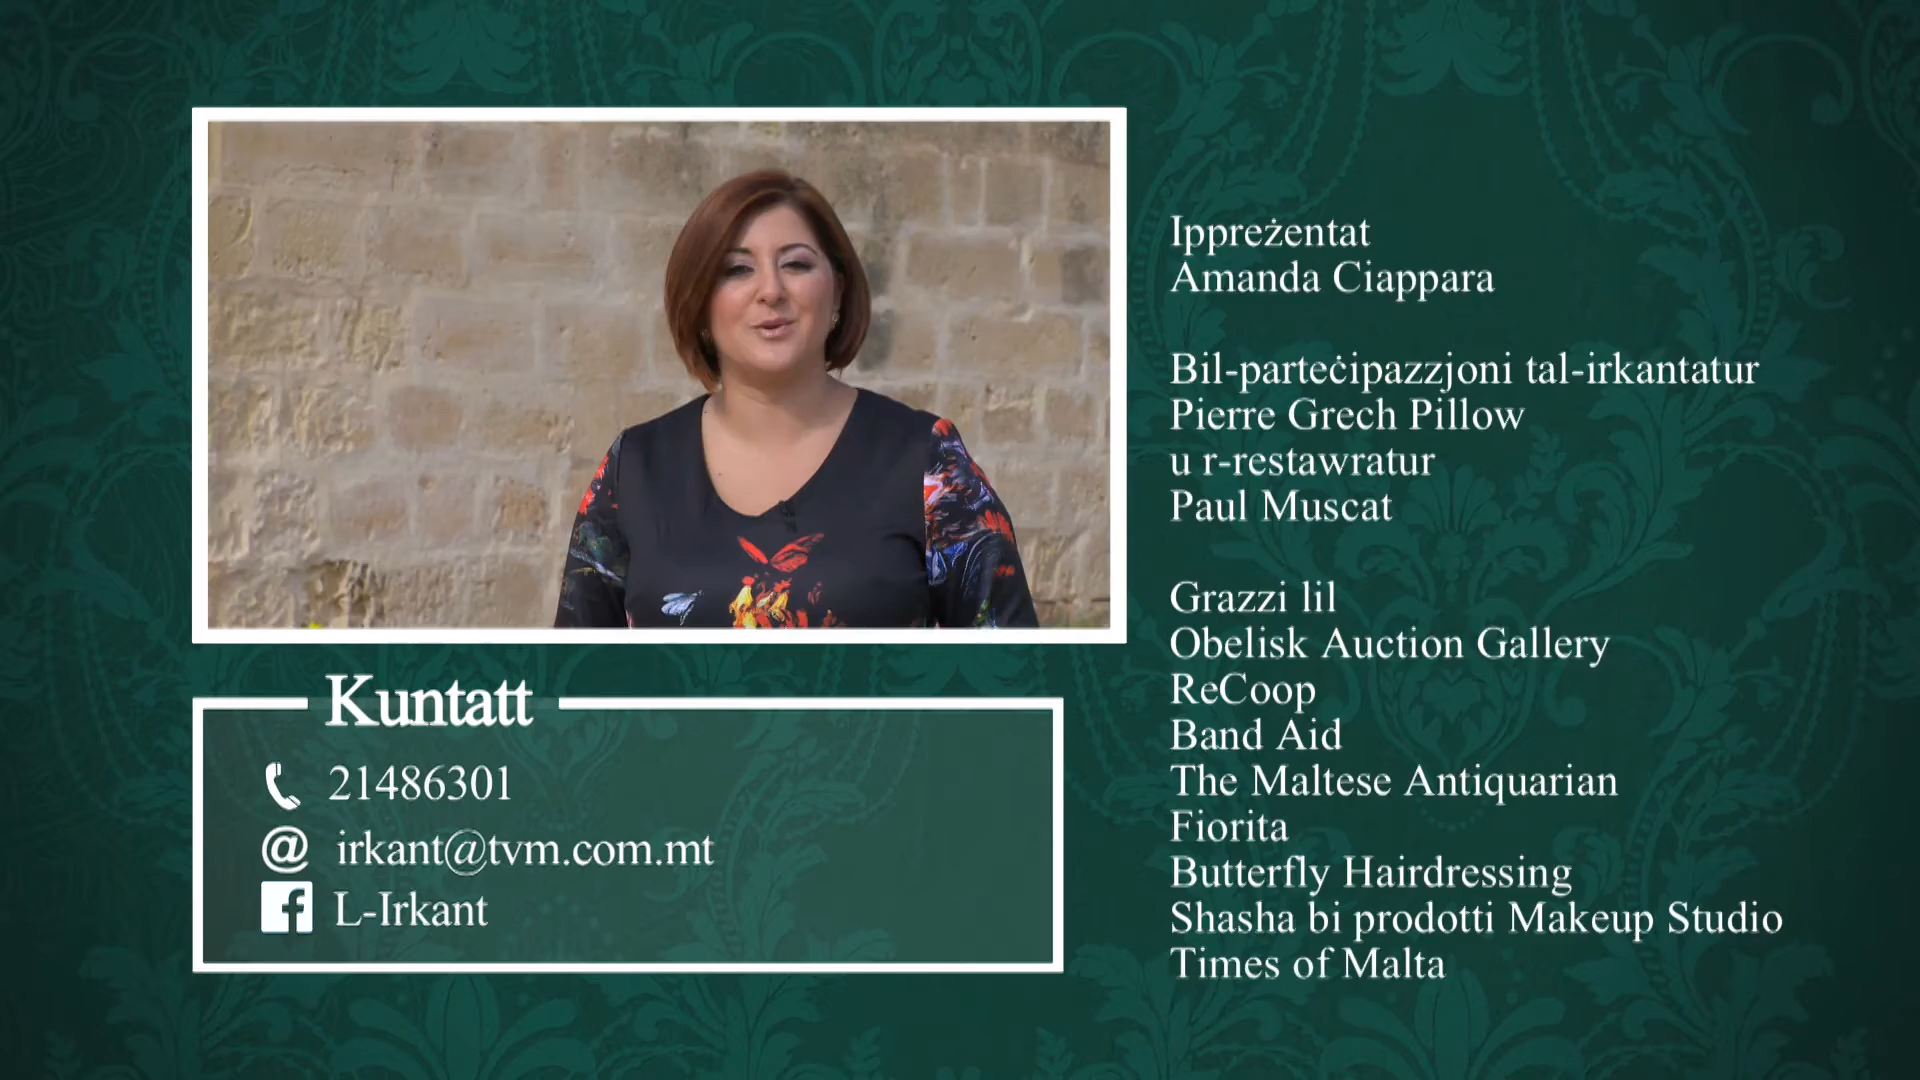 Ippreżentat
Amanda Ciappara
Bil-parteċipazzjoni tal-irkantatur
Pierre Grech Pillow
u r-restawratur
Paul Muscat
Grazzi lil
Obelisk Auction Gallery
ReCoop
Band Aid
The Maltese Antiquarian
Fiorita
Butterfly Hairdressing
Shasha bi prodotti Makeup Studio
Times of Malta
Kuntatt
21486301
irkant@tvm.com.mt
L-Irkant